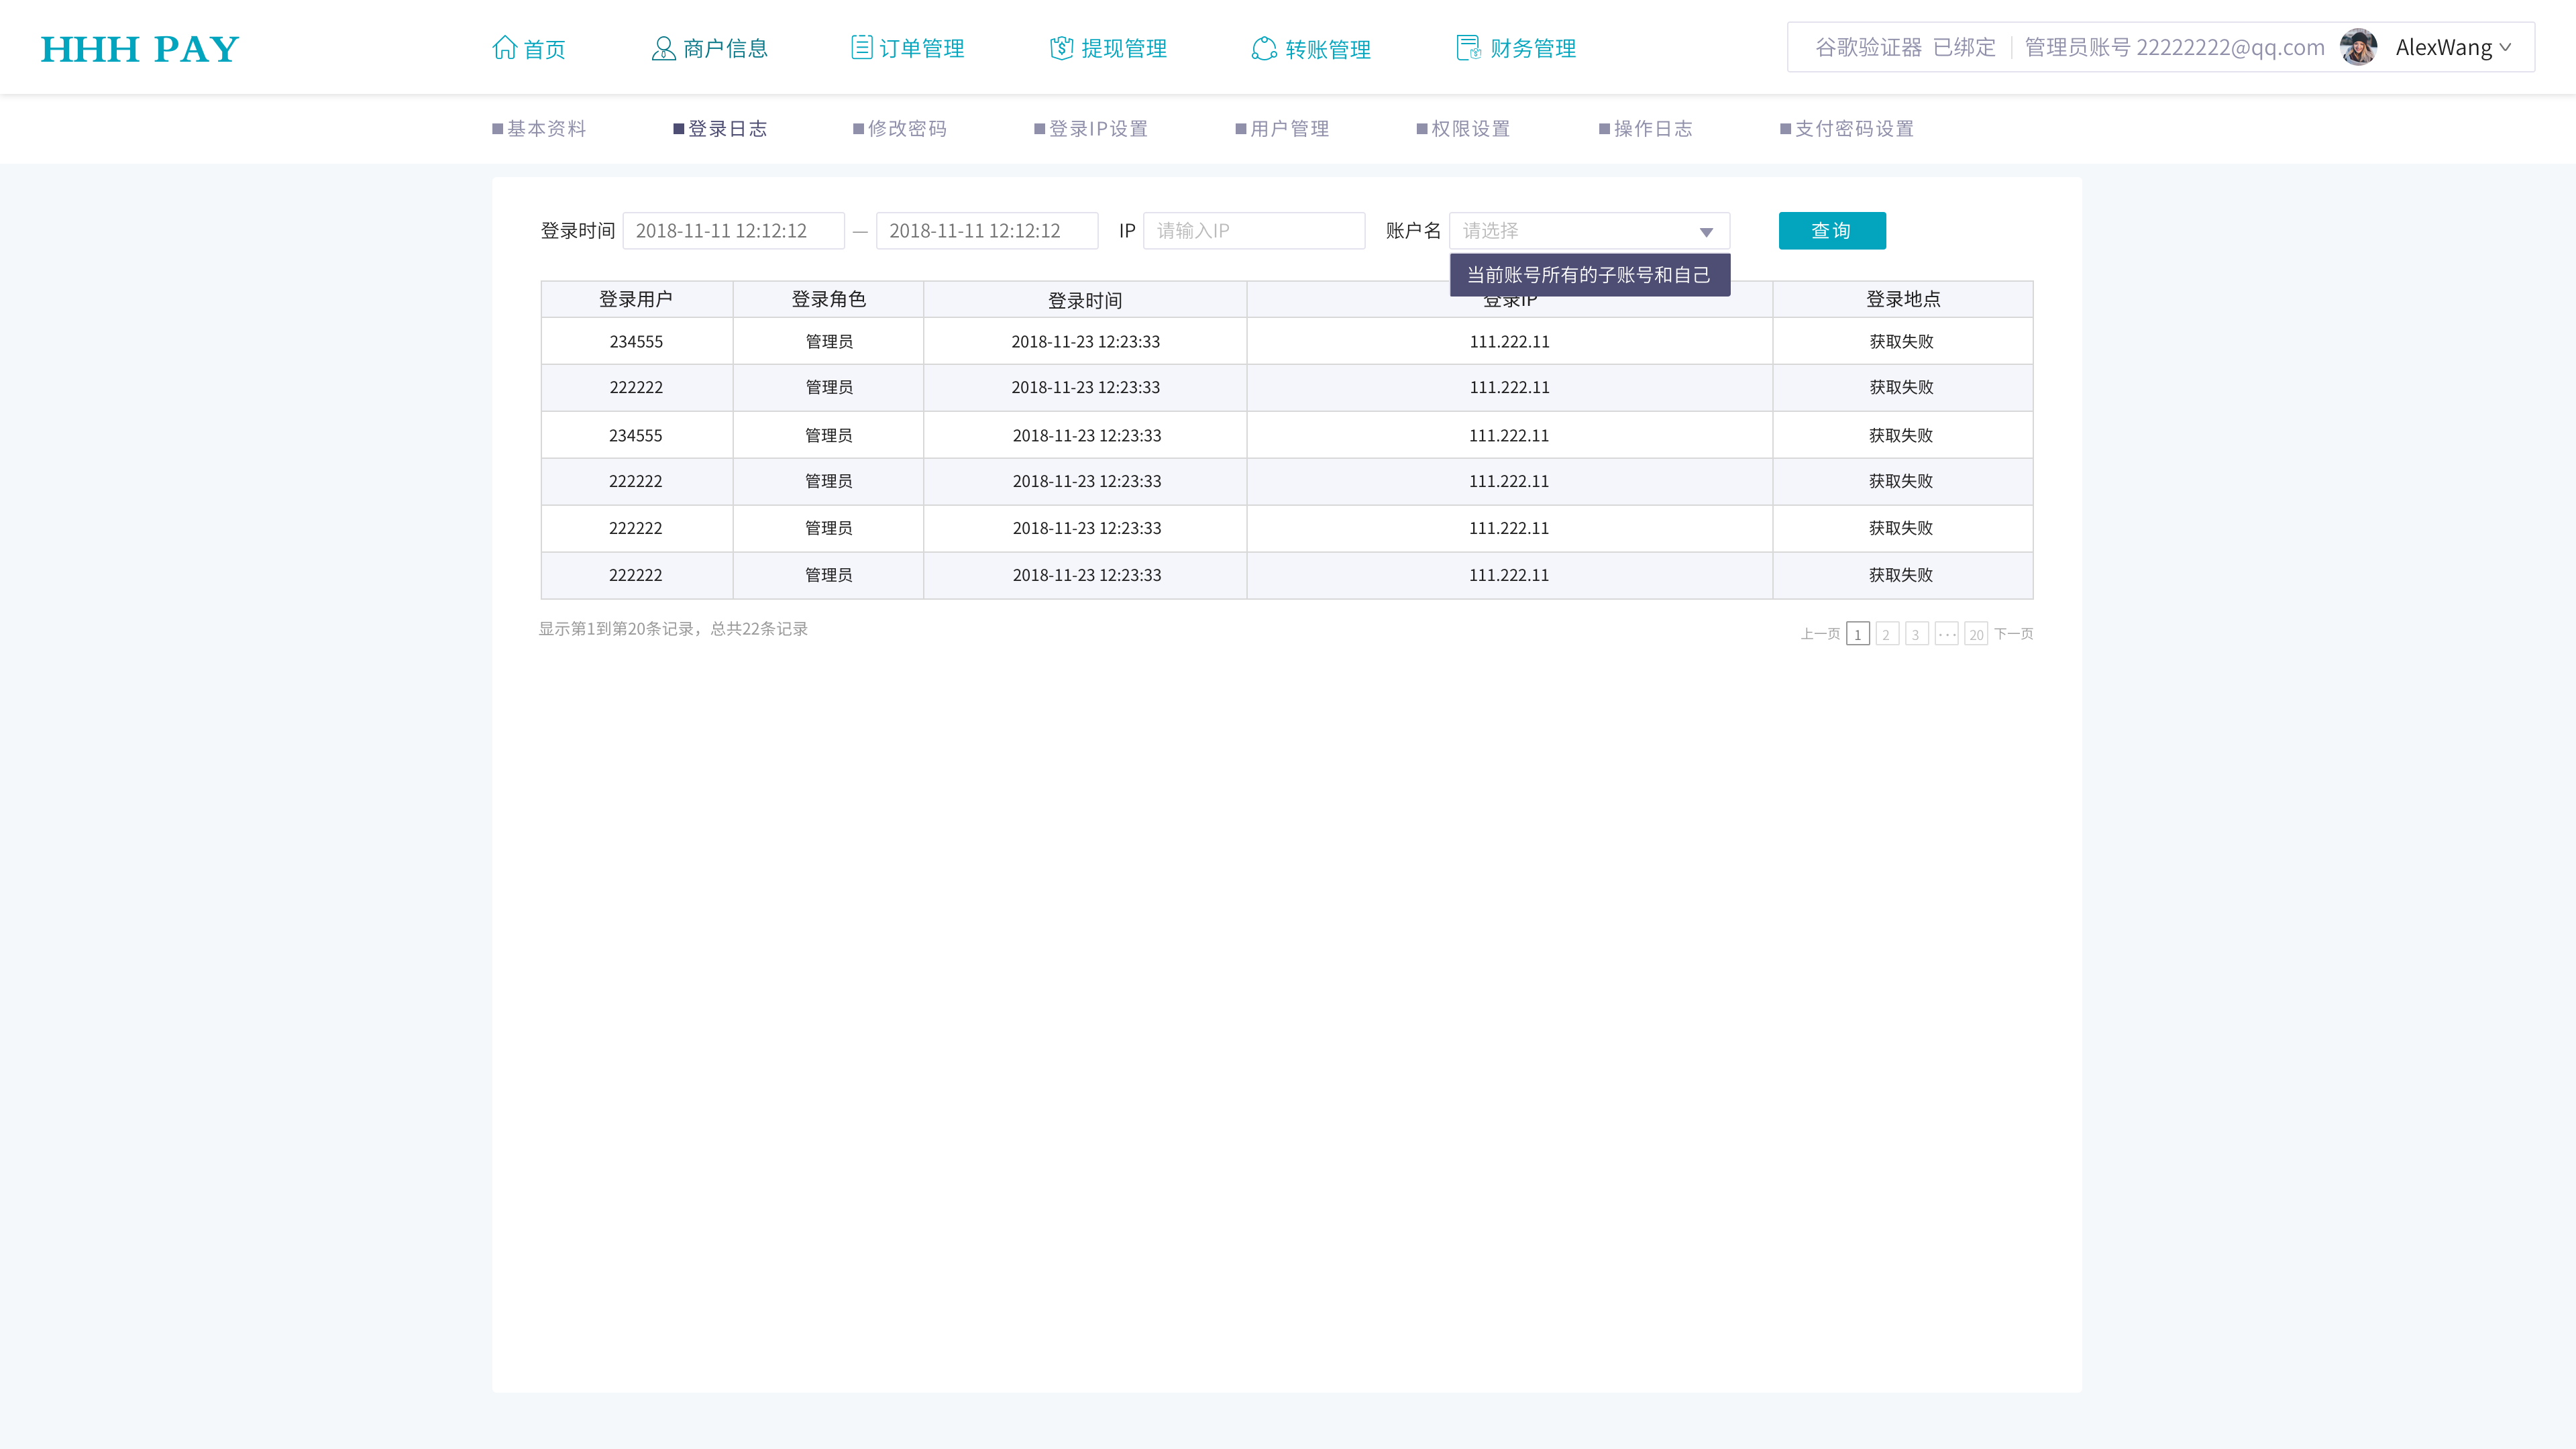 HHH PAY
首页 商户信息 订单管理 提现管理 转账管理 财务管理
谷歌验证器 已绑定 管理员账号 22222222@qq.com AlexWang
基本资料 登录日志 修改密码 登录IP设置 用户管理 权限设置 操作日志 支付密码设置
登录时间 2018-11-11 12:12:12 — 2018-11-11 12:12:12 IP 请输入IP 账户名 请选择 查询
当前账号所有的子账号和自己
登录用户 登录角色 登录时间 登录IP 登录地点
234555 管理员 2018-11-23 12:23:33 111.222.11 获取失败
222222 管理员 2018-11-23 12:23:33 111.222.11 获取失败
234555 管理员 2018-11-23 12:23:33 111.222.11 获取失败
222222 管理员 2018-11-23 12:23:33 111.222.11 获取失败
222222 管理员 2018-11-23 12:23:33 111.222.11 获取失败
222222 管理员 2018-11-23 12:23:33 111.222.11 获取失败
显示第1到第20条记录，总共22条记录
上一页 1 2 3 ··· 20 下一页